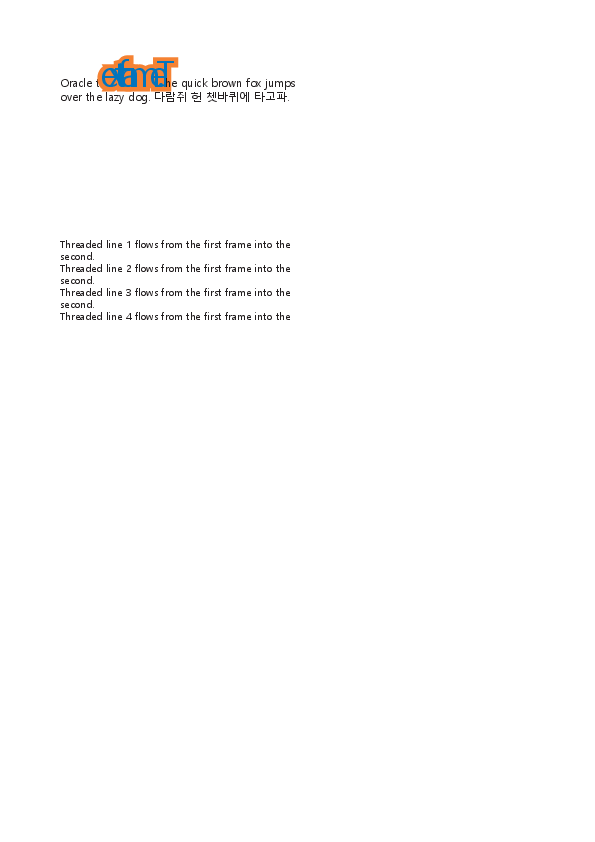 Oracle t he quick brown fox jumps
over the lazy dog. 다람쥐 헌 쳇바퀴에 타고파.
Threaded line 1 flows from the first frame into the
second.
Threaded line 2 flows from the first frame into the
second.
Threaded line 3 flows from the first frame into the
second.
Threaded line 4 flows from the first frame into the